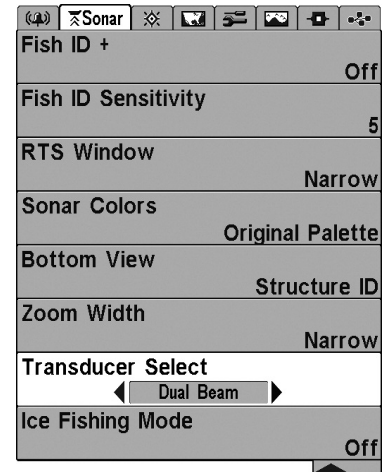 Sonar
Fish ID +
Off
Fish ID Sensitivity
5
RTS Window
Narrow
Sonar Colors
Original Palette
Bottom View
Structure ID
Zoom Width
Narrow
Transducer Select
Dual Beam
Ice Fishing Mode
Off